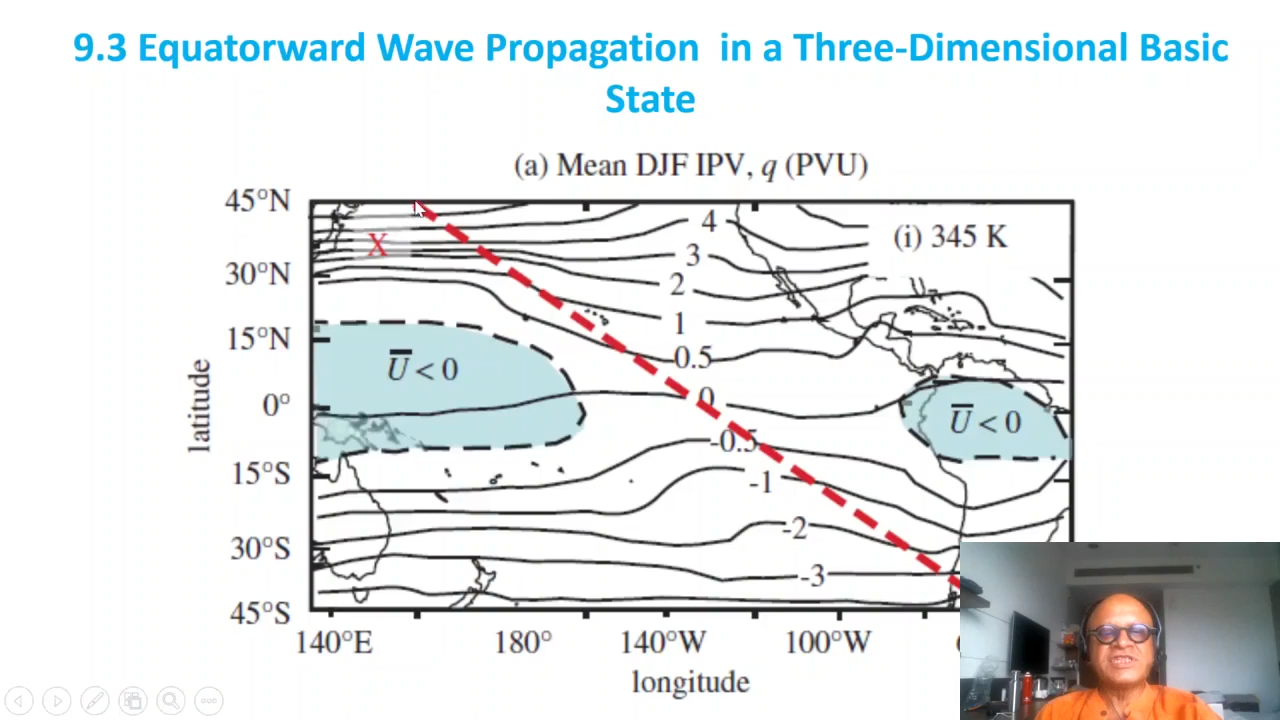 9.3 Equatorward Wave Propagation in a Three-Dimensional Basic
State
(a) Mean DJF IPV, q (PVU)
45°N
4
(i) 345 K
X
3
30°N
2
1
15°N
0.5
U̅ < 0
0
0°
U̅ < 0
-0.5
15°S
-1
-2
30°S
-3
45°S
140°E 180° 140°W 100°W
longitude
latitude